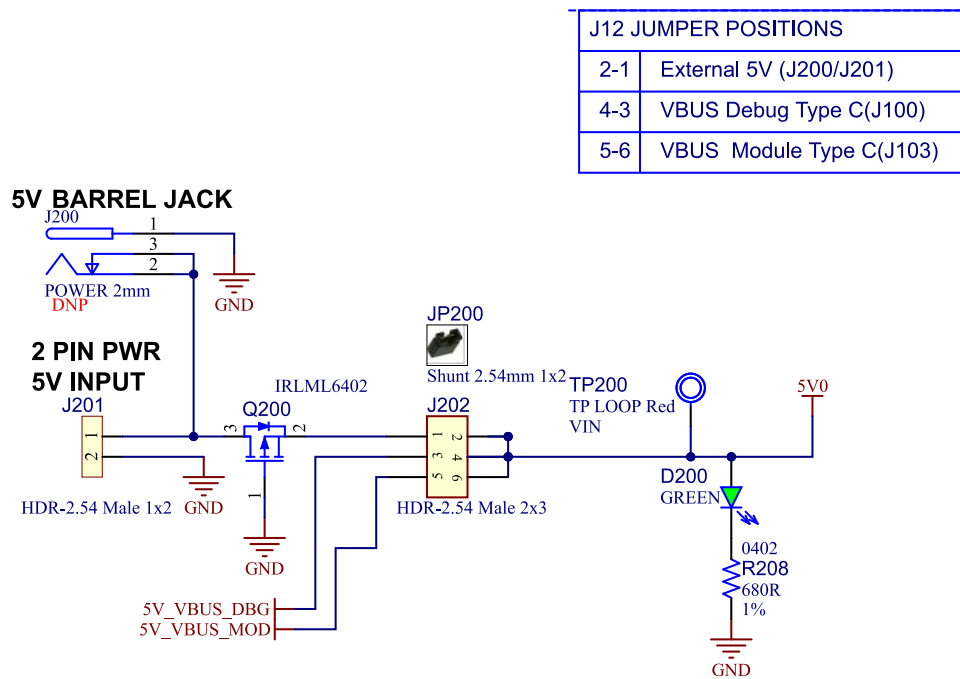 J12 JUMPER POSITIONS
2-1 External 5V (J200/J201)
4-3 VBUS Debug Type C(J100)
5-6 VBUS Module Type C(J103)
5V BARREL JACK
J200
1
3
2
POWER 2mm
DNP
GND
2 PIN PWR
5V INPUT
J201
1
2
HDR-2.54 Male 1x2
GND
IRLML6402
Q200
3
2
1
GND
JP200
Shunt 2.54mm 1x2
J202
1 2
3 4
5 6
HDR-2.54 Male 2x3
5V_VBUS_DBG
5V_VBUS_MOD
TP200
TP LOOP Red
VIN
5V0
D200
GREEN
0402
R208
680R
1%
GND